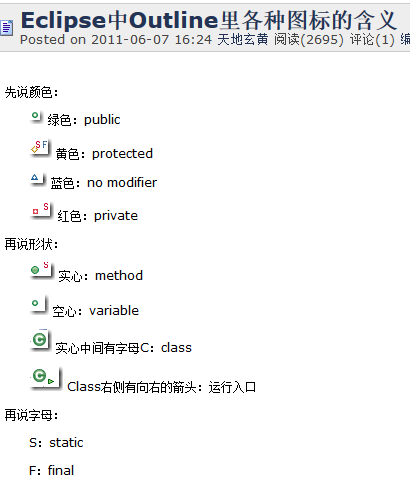 Eclipse中Outline里各种图标的含义
Posted on 2011-06-07 16:24 天地玄黄 阅读(2695) 评论(1)
先说颜色：
绿色：public
S F 黄色：protected
蓝色：no modifier
S 红色：private
再说形状：
S 实心：method
空心：variable
C 实心中间有字母C：class
C Class右侧有向右的箭头：运行入口
再说字母：
S：static
F：final